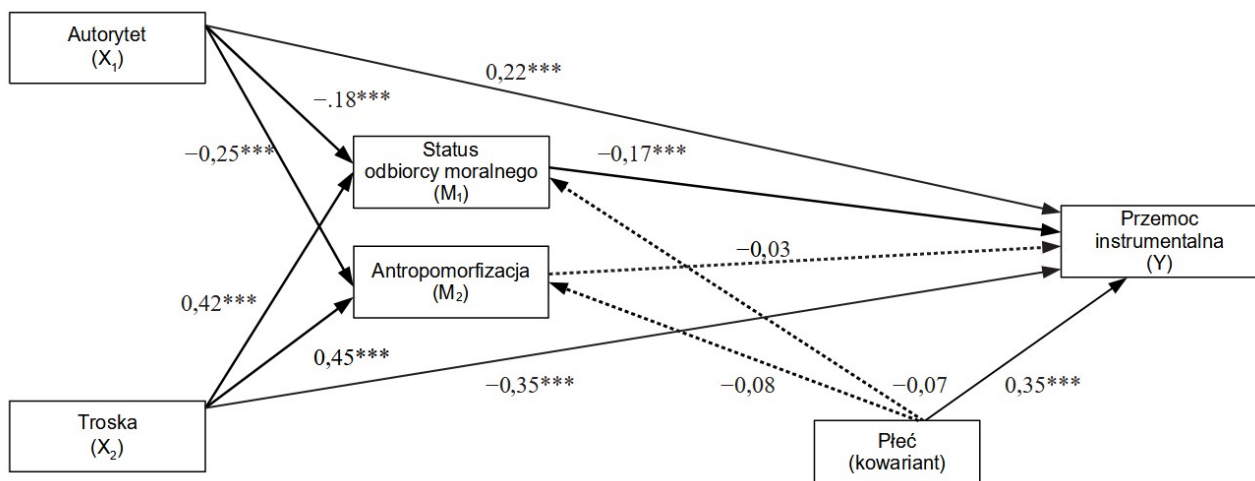 Autorytet
(X₁)
0,22***
−.18***
−0,25***
Status
odbiorcy moralnego
(M₁)
−0,17***
Przemoc
instrumentalna
(Y)
Antropomorfizacja
(M₂)
−0,03
0,42***
0,45***
−0,35***
−0,08
−0,07
0,35***
Troska
(X₂)
Płeć
(kowariant)